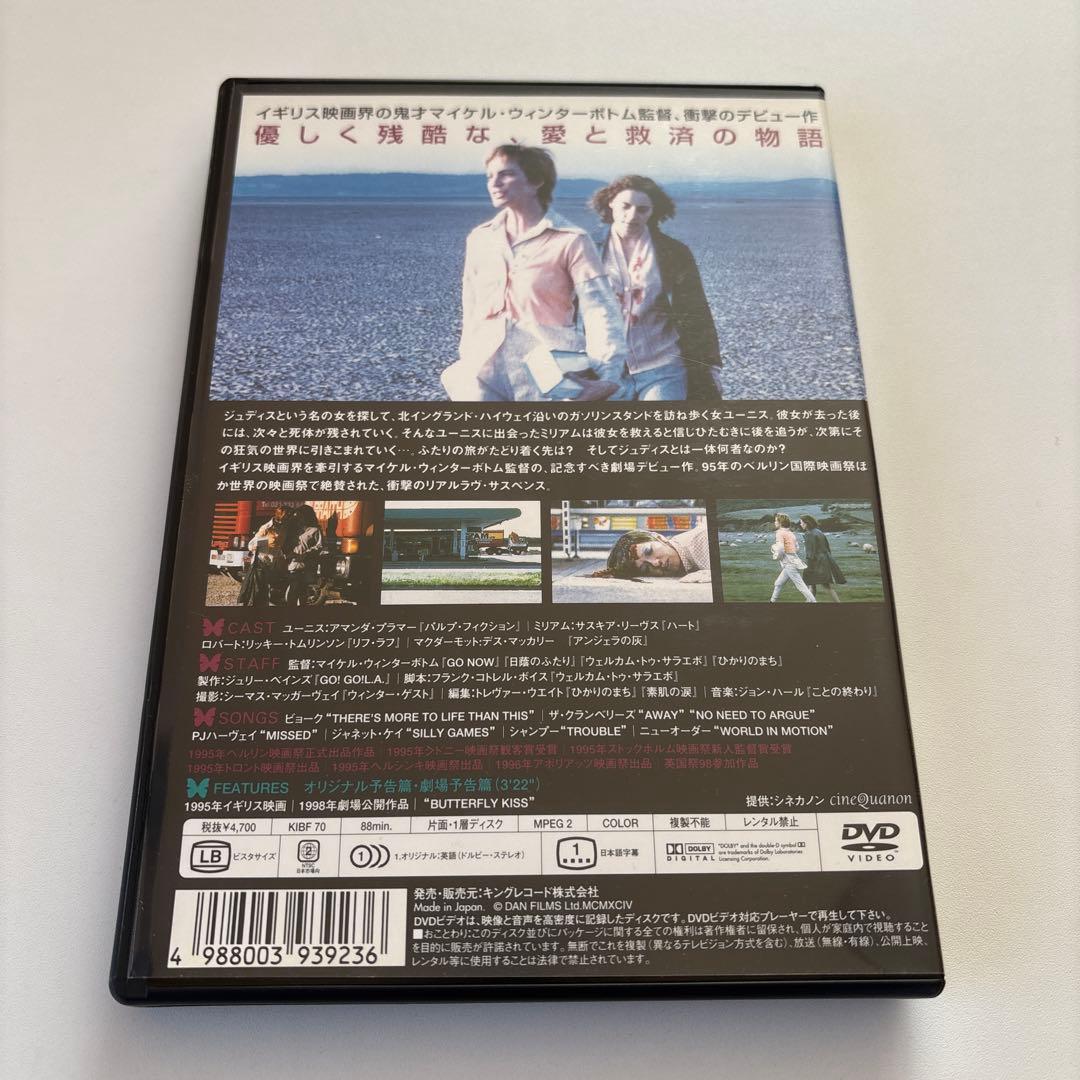 イギリス映画界の鬼才マイケル・ウィンターボトム監督、衝撃のデビュー作
優しく残酷な、愛と救済の物語
ジュディスという名の女を探して、北イングランド・ハイウェイ沿いのガソリンスタンドを訪ね歩く女ユーニス。彼女が去った後
には、次々と死体が残されていく。そんなユーニスに出会ったミリアムは彼女を救えると信じひたむきに後を追うが、次第にそ
の狂気の世界に引きこまれていく…。ふたりの旅がたどり着く先は? そしてジュディスとは一体何者なのか?
イギリス映画界を牽引するマイケル・ウィンターボトム監督の、記念すべき劇場デビュー作。95年のベルリン国際映画祭ほ
か世界の映画祭で絶賛された、衝撃のリアルラヴ・サスペンス。
CAST ユーニス:アマンダ・プラマー『パルプ・フィクション』 | ミリアム:サスキア・リーヴス『ハート』
ロバート:リッキー・トムリンソン『リフ・ラフ』 | マクダーモット:デス・マッカリー 『アンジェラの灰』
STAFF 監督:マイケル・ウィンターボトム『GO NOW』『日蔭のふたり』『ウェルカム・トゥ・サラエボ』『ひかりのまち』
製作:ジュリー・ベインズ『GO! GO!L.A.』 | 脚本:フランク・コトレル・ボイス『ウェルカム・トゥ・サラエボ』
撮影:シーマス・マッガーヴェイ『ウィンター・ゲスト』 | 編集:トレヴァー・ウエイト『ひかりのまち』『素肌の涙』 | 音楽:ジョン・ハール『ことの終わり』
SONGS ビョーク"THERE'S MORE TO LIFE THAN THIS" | ザ・クランベリーズ"AWAY" "NO NEED TO ARGUE"
PJハーヴェイ"MISSED" | ジャネット・ケイ"SILLY GAMES" | シャンプー"TROUBLE" | ニューオーダー"WORLD IN MOTION"
1995年ベルリン映画祭正式出品作品 | 1995年シドニー映画祭観客賞受賞 | 1995年ストックホルム映画祭新人監督賞受賞
1995年トロント映画祭出品 | 1995年ヘルシンキ映画祭出品 | 1996年アボリアッツ映画祭出品 | 英国祭98参加作品
FEATURES オリジナル予告篇・劇場予告篇(3'22")
1995年イギリス映画 | 1998年劇場公開作品 | "BUTTERFLY KISS"
提供:シネカノン cineQuanon
税抜¥4,700 KIBF 70 88min. 片面・1層ディスク MPEG 2 COLOR 複製不能 レンタル禁止
LB ビスタサイズ 2 NTSC 日本市場向 1 1.オリジナル:英語(ドルビー・ステレオ) 1 日本語字幕 DOLBY DIGITAL "DOLBY" and the double-D symbol are trademarks of Dolby Laboratories Licensing Corporation. DVD VIDEO
発売・販売元:キングレコード株式会社
Made in Japan. © DAN FILMS Ltd.MCMXCIV
DVDビデオは、映像と音声を高密度に記録したディスクです。DVDビデオ対応プレーヤーで再生して下さい。
■おことわり:このディスク並びにパッケージに関する全ての権利は著作権者に留保され、個人が家庭内で視聴すること
を目的に販売が許諾されています。無断でこれを複製(異なるテレビジョン方式を含む)、放送(無線・有線)、公開上映、
レンタル等に使用することは法律で禁止されています。
4 988003 939236